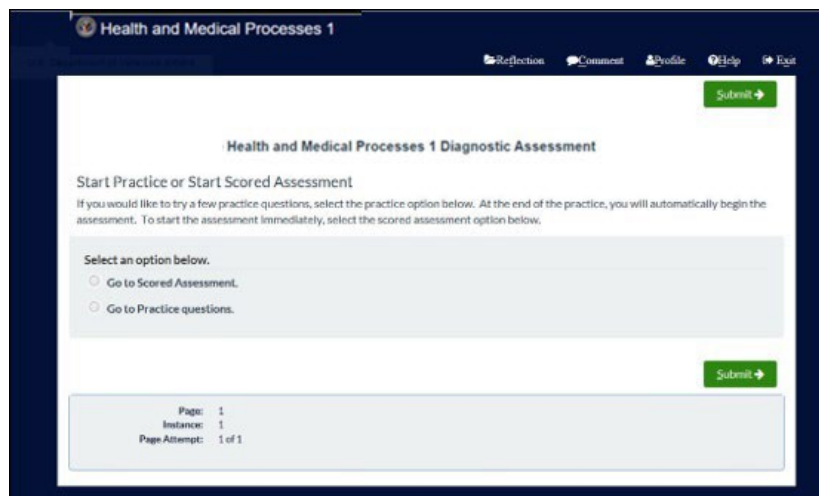 Health and Medical Processes 1
Reflection Comment Profile Help Exit
Submit
Health and Medical Processes 1 Diagnostic Assessment
Start Practice or Start Scored Assessment
If you would like to try a few practice questions, select the practice option below. At the end of the practice, you will automatically begin the
assessment. To start the assessment immediately, select the scored assessment option below.
Select an option below.
Go to Scored Assessment.
Go to Practice questions.
Submit
Page: 1
Instance: 1
Page Attempt: 1 of 1